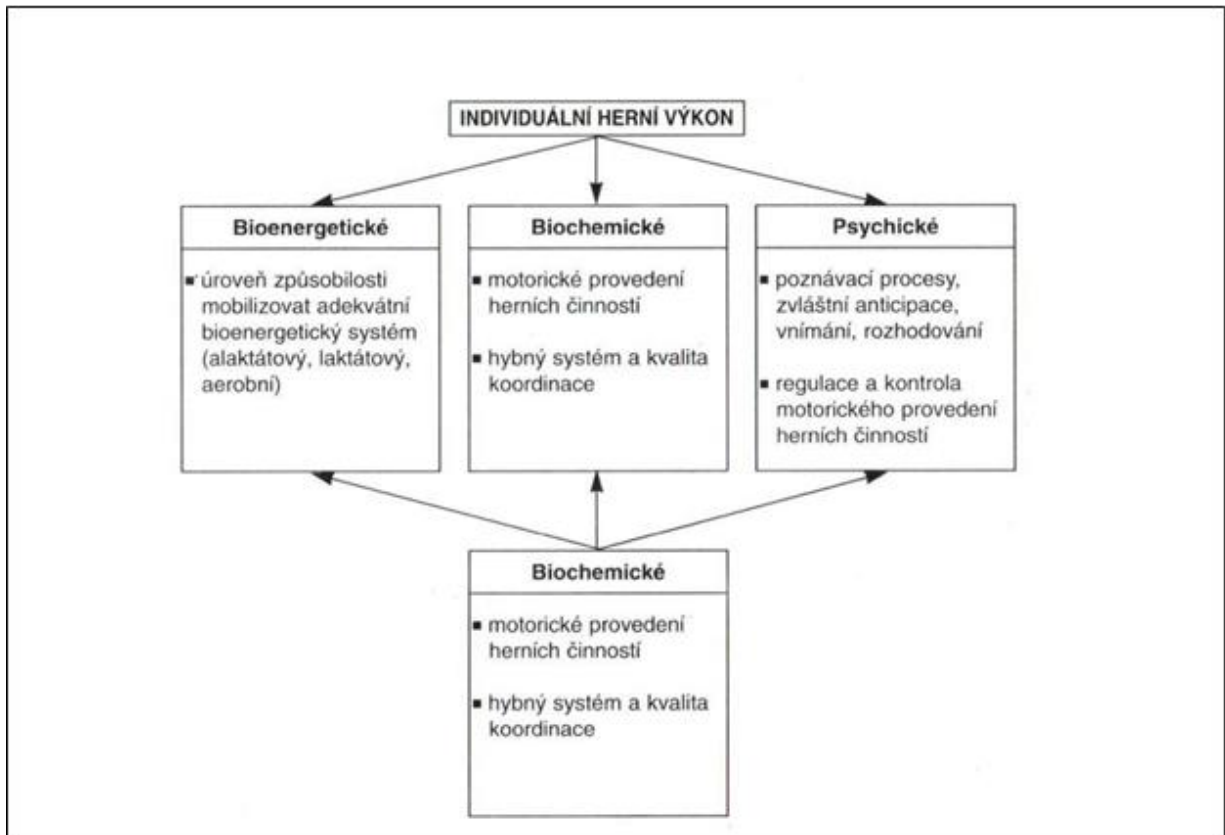 INDIVIDUÁLNÍ HERNÍ VÝKON
Bioenergetické
▪ úroveň způsobilosti
mobilizovat adekvátní
bioenergetický systém
(alaktátový, laktátový,
aerobní)
Biochemické
▪ motorické provedení
herních činností
▪ hybný systém a kvalita
koordinace
Psychické
▪ poznávací procesy,
zvláštní anticipace,
vnímání, rozhodování
▪ regulace a kontrola
motorického provedení
herních činností
Biochemické
▪ motorické provedení
herních činností
▪ hybný systém a kvalita
koordinace